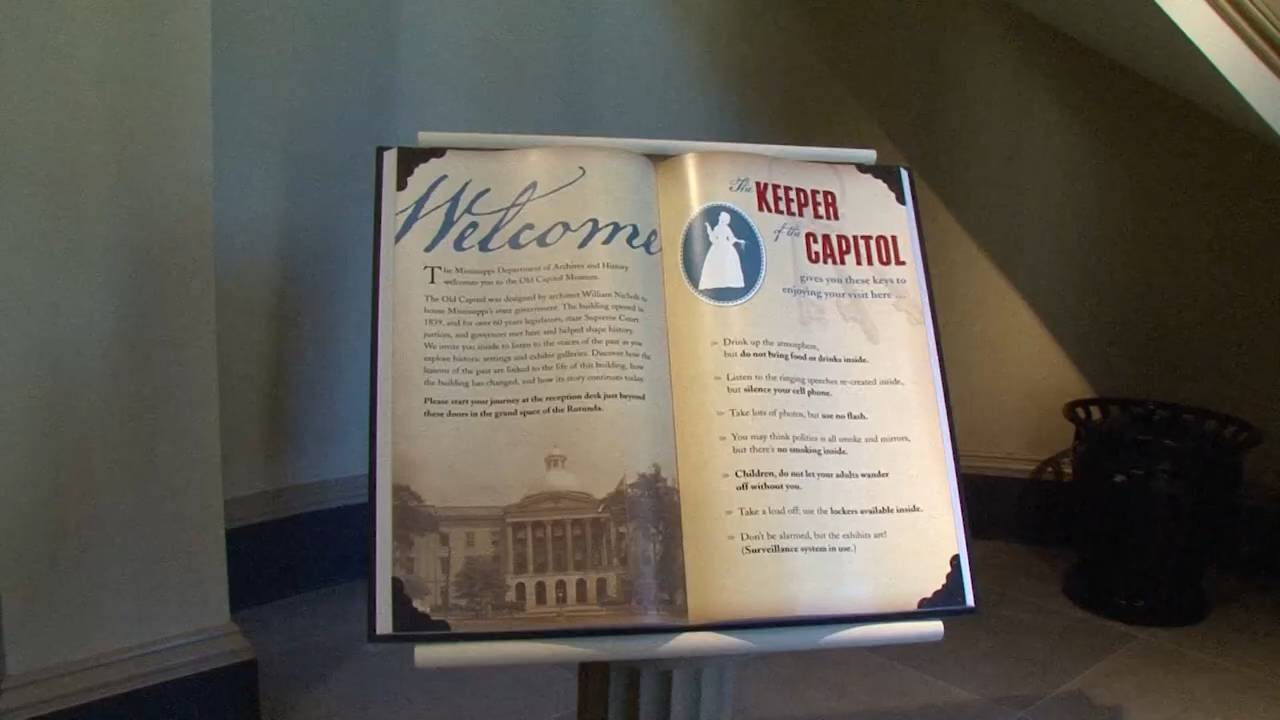 Welcome
The Mississippi Department of Archives and History
welcomes you to the Old Capitol Museum.
The Old Capitol was designed by architect William Nichols to
house Mississippi's state government. The building opened in
1839, and for over 60 years legislators, state Supreme Court
justices, and governors met here and helped shape history.
We invite you inside to listen to the voices of the past as you
explore historic settings and exhibit galleries. Discover how the
lessons of the past are linked to the life of this building, how
the building has changed, and how its story continues today.
Please start your journey at the reception desk just beyond
these doors in the grand space of the Rotunda.
The KEEPER
of the CAPITOL
gives you these keys to
enjoying your visit here ...
Drink up the atmosphere,
but do not bring food or drinks inside.
Listen to the ringing speeches re-created inside,
but silence your cell phone.
Take lots of photos, but use no flash.
You may think politics is all smoke and mirrors,
but there's no smoking inside.
Children, do not let your adults wander
off without you.
Take a load off; use the lockers available inside.
Don't be alarmed, but the exhibits are!
(Surveillance system in use.)